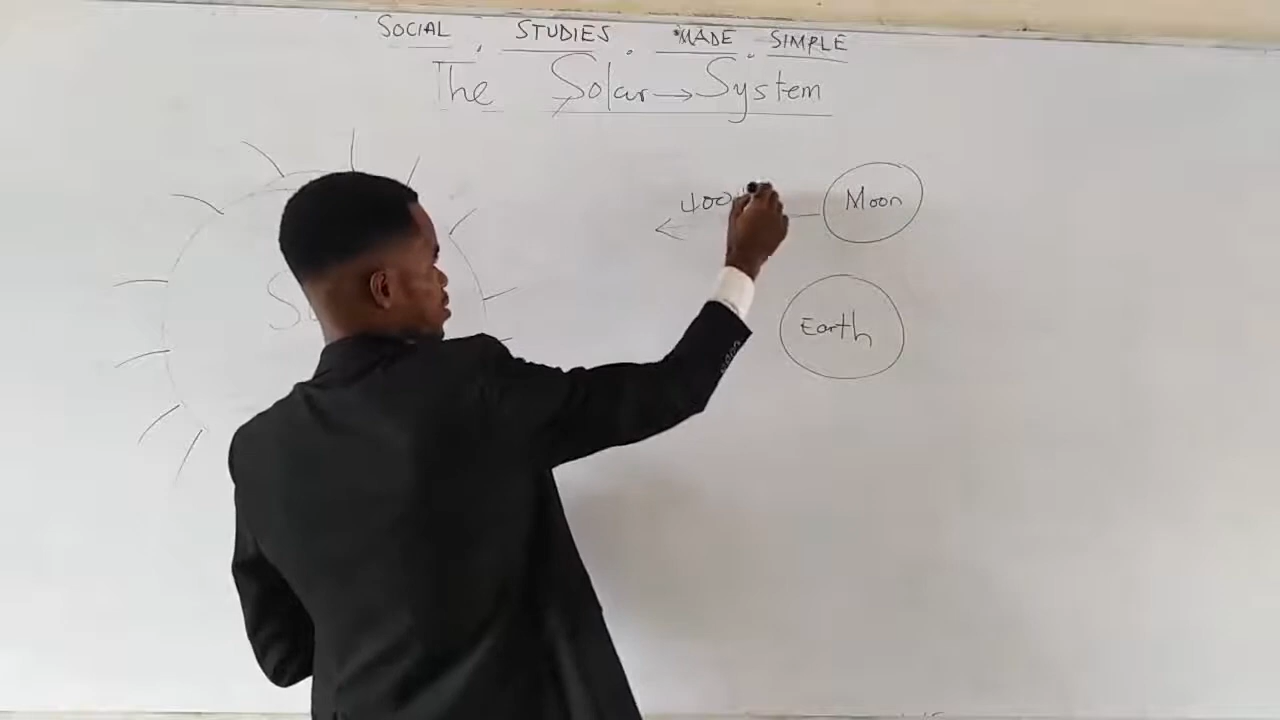 SOCIAL . STUDIES . MADE . SIMPLE
The Solar → System
Moon
Earth